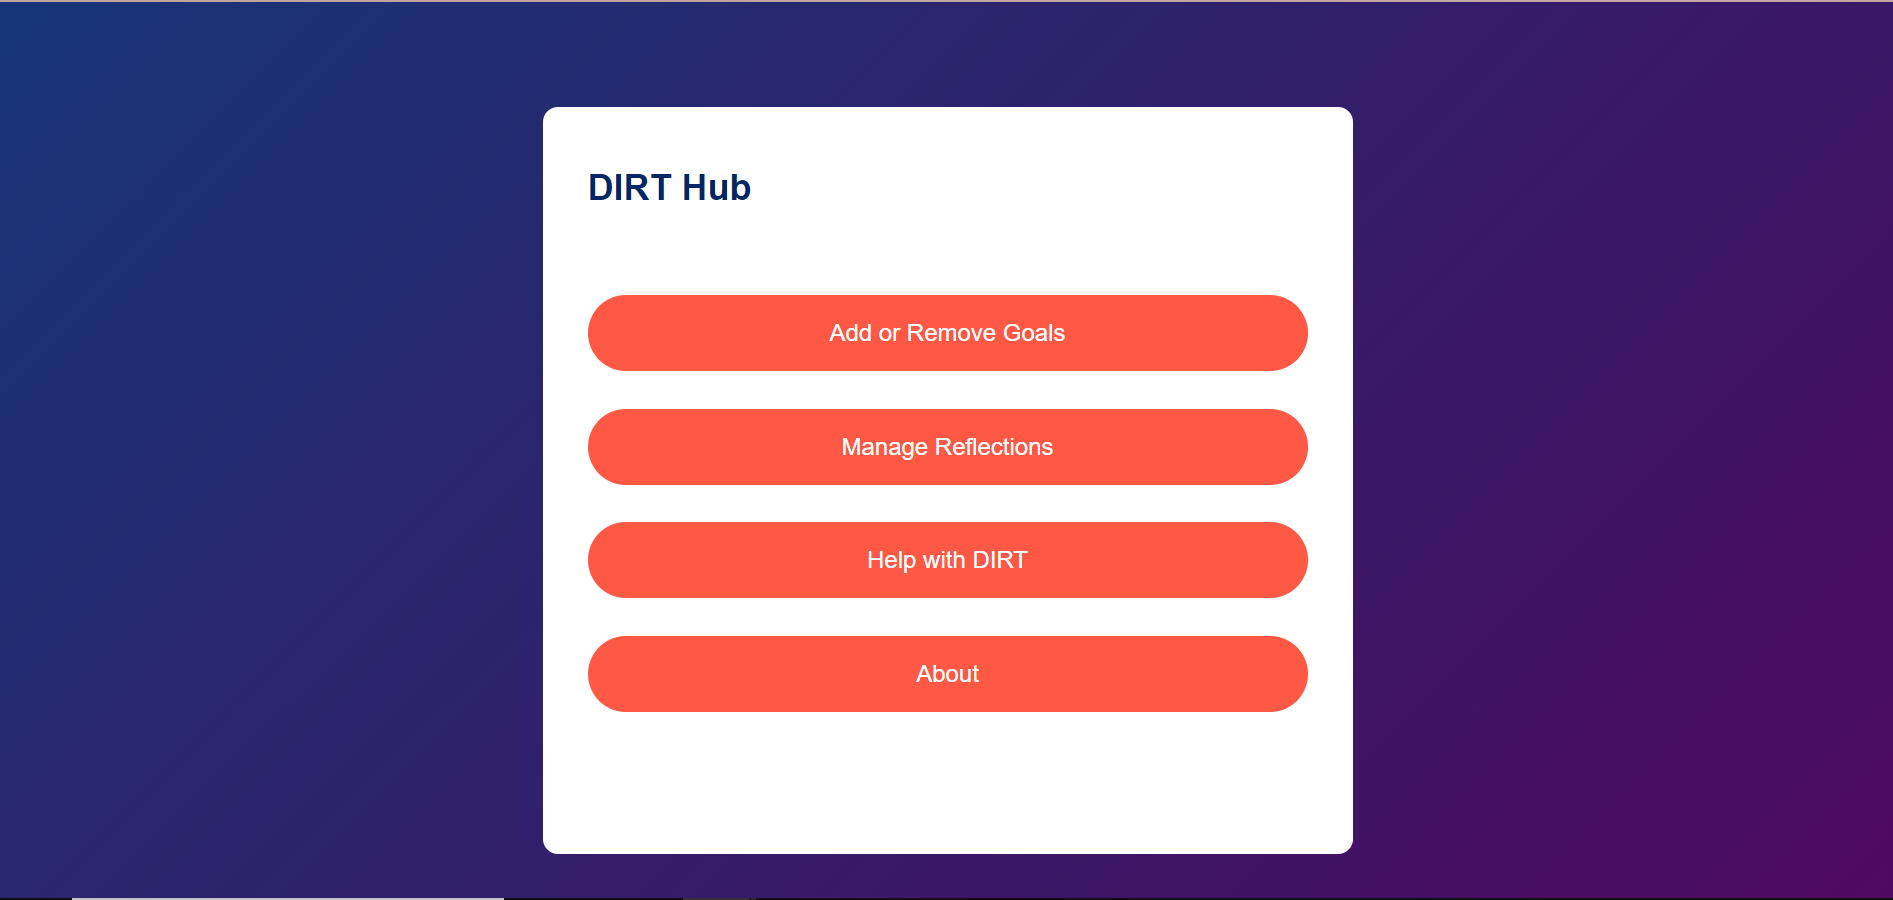 DIRT Hub
Add or Remove Goals
Manage Reflections
Help with DIRT
About